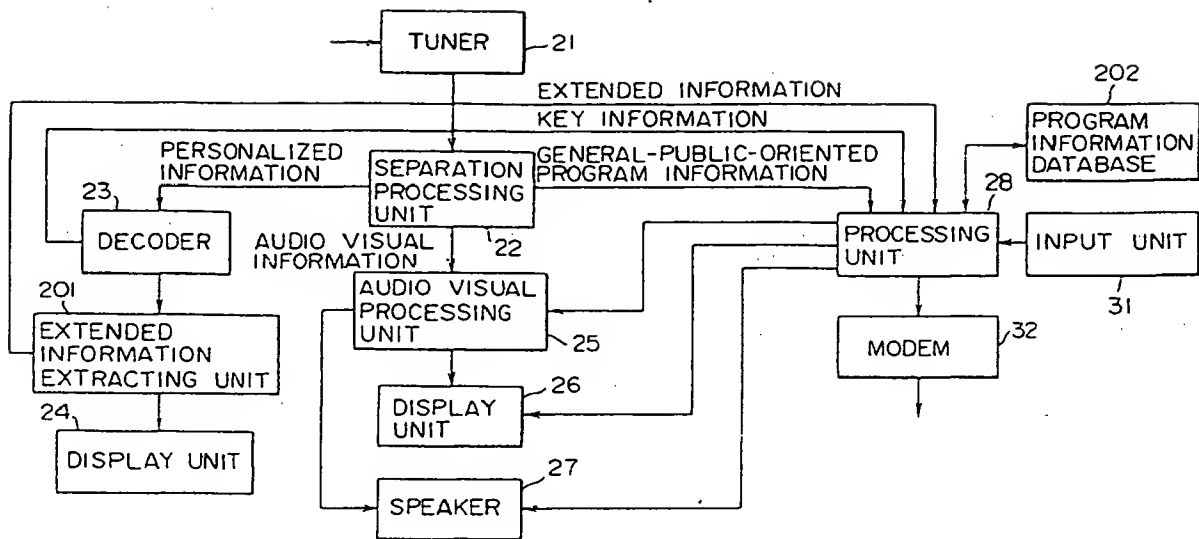 TUNER
21
EXTENDED INFORMATION
KEY INFORMATION
202
PROGRAM
INFORMATION
DATABASE
PERSONALIZED
INFORMATION
SEPARATION
PROCESSING
UNIT
22
GENERAL-PUBLIC-ORIENTED
PROGRAM INFORMATION
23
DECODER
28
PROCESSING
UNIT
INPUT UNIT
31
AUDIO VISUAL
INFORMATION
201
EXTENDED
INFORMATION
EXTRACTING UNIT
AUDIO VISUAL
PROCESSING
UNIT
25
MODEM
32
24
DISPLAY UNIT
26
DISPLAY
UNIT
27
SPEAKER